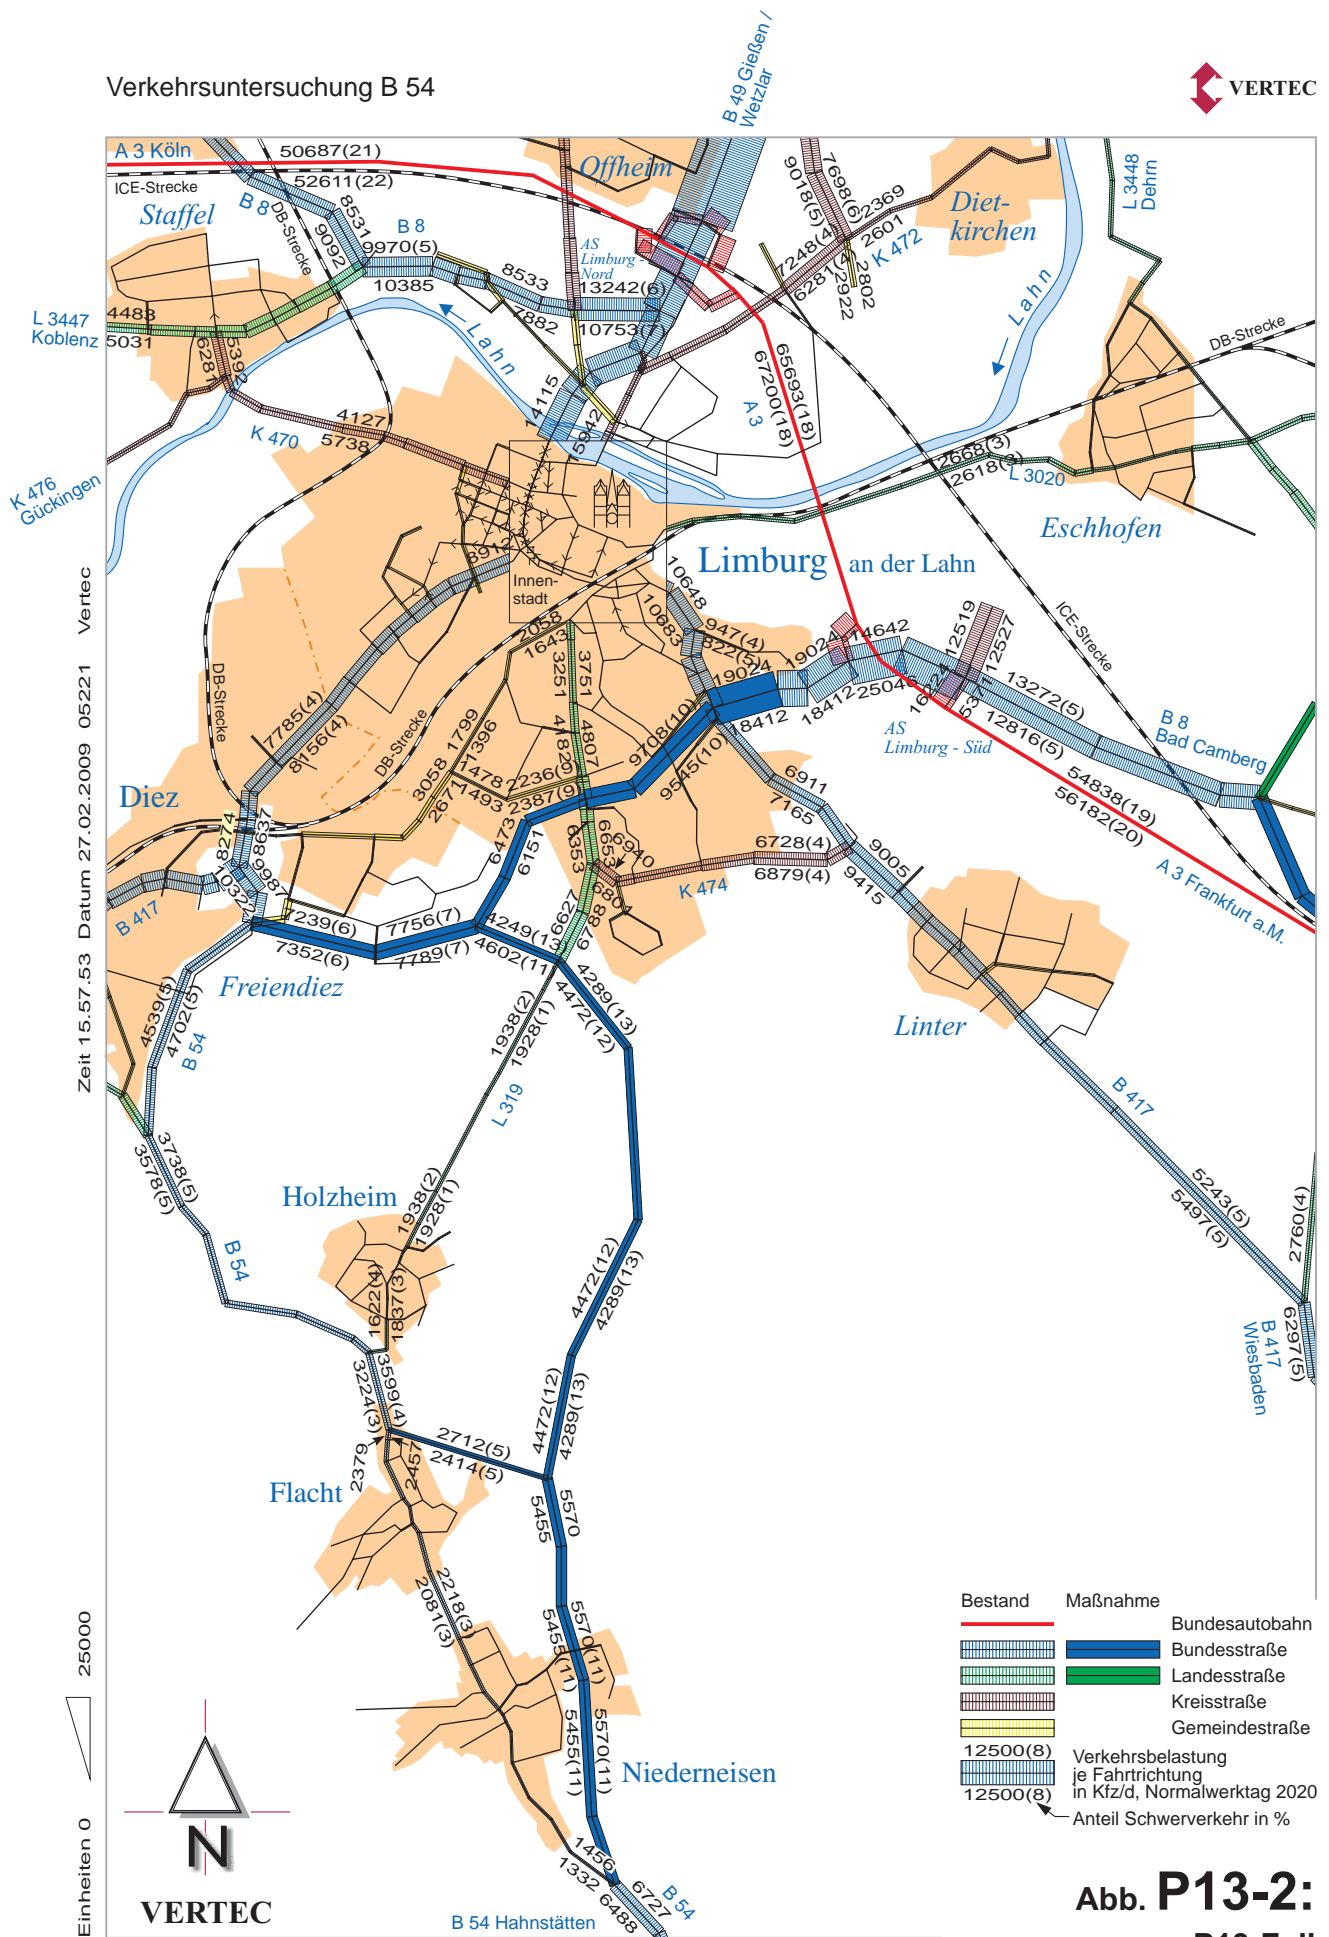 Verkehrsuntersuchung B 54
VERTEC
B 49 Gießen /
Wetzlar
A 3 Köln
50687(21)
52611(22)
ICE-Strecke
Staffel
B 8
DB-Strecke
8531
9092
B 8
9970(5)
10385
Offheim
AS
Limburg -
Nord
8533
7882
13242(6)
10753(7)
9018(5)
7698(6)
2369
2601
K 472
7248(4)
6281(4)
2802
2922
Diet-
kirchen
L 3448
Dehrn
Lahn
Lahn
L 3447
Koblenz
4483
5031
6281
5392
4127
5738
K 470
K 476
Gückingen
14115
15942
65693(18)
67200(18)
A 3
DB-Strecke
2668(3)
2618(3)
L 3020
Eschhofen
8912
Innen-
stadt
Limburg an der Lahn
10648
10683
947(4)
822(5)
2058
1643
3751
3251
19024
18412
19024
18412
14642
25046
16224
5371
12519
12527
ICE-Strecke
13272(5)
12816(5)
B 8
Bad Camberg
AS
Limburg - Süd
54838(19)
56182(20)
A 3 Frankfurt a.M.
DB-Strecke
7785(4)
8156(4)
DB-Strecke
1799
1396
3058
2671
1478
1493
2236(9)
2387(9)
4182
4807
9708(10)
9545(10)
6911
7165
Diez
8274
8637
9987
10322
B 417
6473
6151
6353
6653
6940
6804
6728(4)
6879(4)
K 474
9005
9415
7239(6)
7352(6)
7756(7)
7789(7)
4249(13)
4602(11)
6627
6788
Freiendiez
4539(5)
4702(5)
B 54
4289(13)
4472(12)
1938(2)
1928(1)
L 319
Linter
B 417
3738(5)
3578(5)
Holzheim
1938(2)
1928(1)
B 54
1622(4)
1837(3)
4472(12)
4289(13)
5243(5)
5497(5)
2760(4)
6297(5)
B 417
Wiesbaden
3599(4)
3224(3)
4472(12)
4289(13)
2712(5)
2414(5)
2379
2457
Flacht
5570
5455
2218(3)
2081(3)
5570(11)
5455(11)
5570(11)
5455(11)
Niederneisen
1456
1332
6727
6488
B 54
B 54 Hahnstätten
Zeit 15.57.53 Datum 27.02.2009 05221 Vertec
Einheiten 0 25000
N
VERTEC
Bestand Maßnahme
Bundesautobahn
Bundesstraße
Landesstraße
Kreisstraße
Gemeindestraße
12500(8)
12500(8)
Verkehrsbelastung
je Fahrtrichtung
in Kfz/d, Normalwerktag 2020
Anteil Schwerverkehr in %
Abb. P13-2: